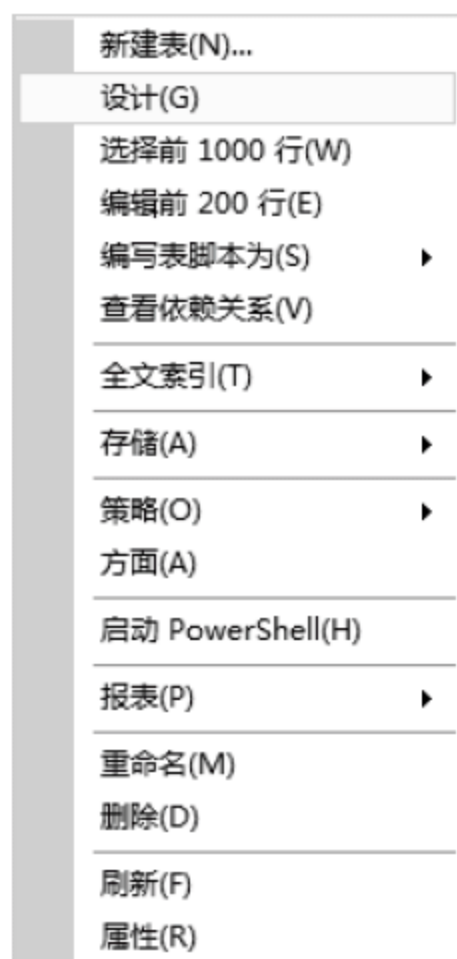 新建表(N)...
设计(G)
选择前 1000 行(W)
编辑前 200 行(E)
编写表脚本为(S)
查看依赖关系(V)
全文索引(T)
存储(A)
策略(O)
方面(A)
启动 PowerShell(H)
报表(P)
重命名(M)
删除(D)
刷新(F)
属性(R)